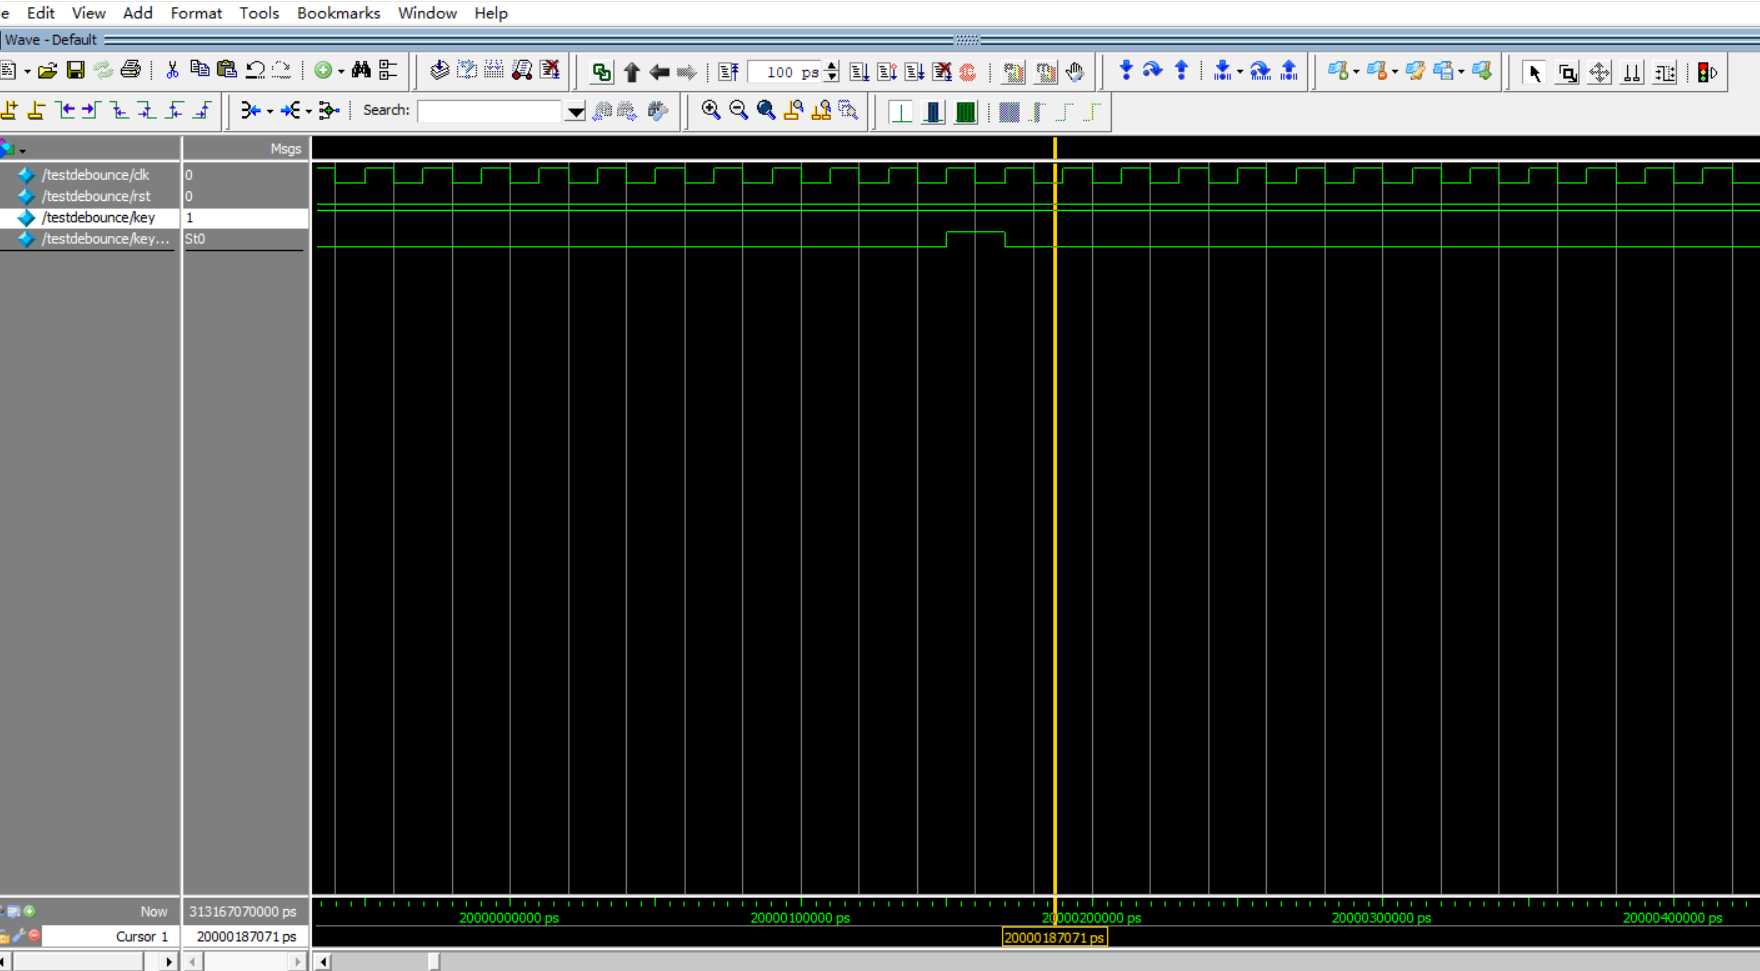 e Edit View Add Format Tools Bookmarks Window Help
Wave - Default
100 ps
Search:
Msgs
/testdebounce/clk 0
/testdebounce/rst 0
/testdebounce/key 1
/testdebounce/key... St0
Now 313167070000 ps 20000000000 ps 20000100000 ps 20000200000 ps 20000300000 ps 20000400000 ps
Cursor 1 20000187071 ps 20000187071 ps